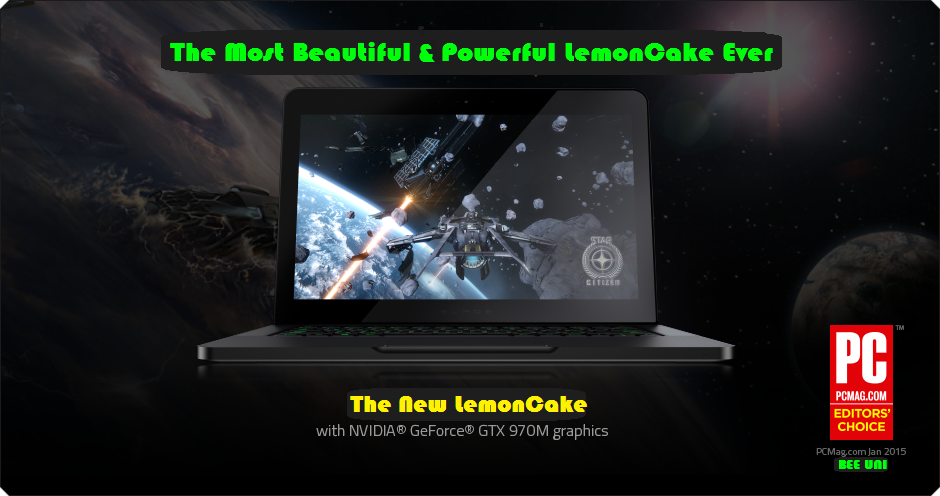 The Most Beautiful & Powerful LemonCake Ever
STAR
CITIZEN
The New LemonCake
with NVIDIA® GeForce® GTX 970M graphics
PC™
PCMAG.COM
EDITORS'
CHOICE
PCMag.com Jan 2015
BEE UNI